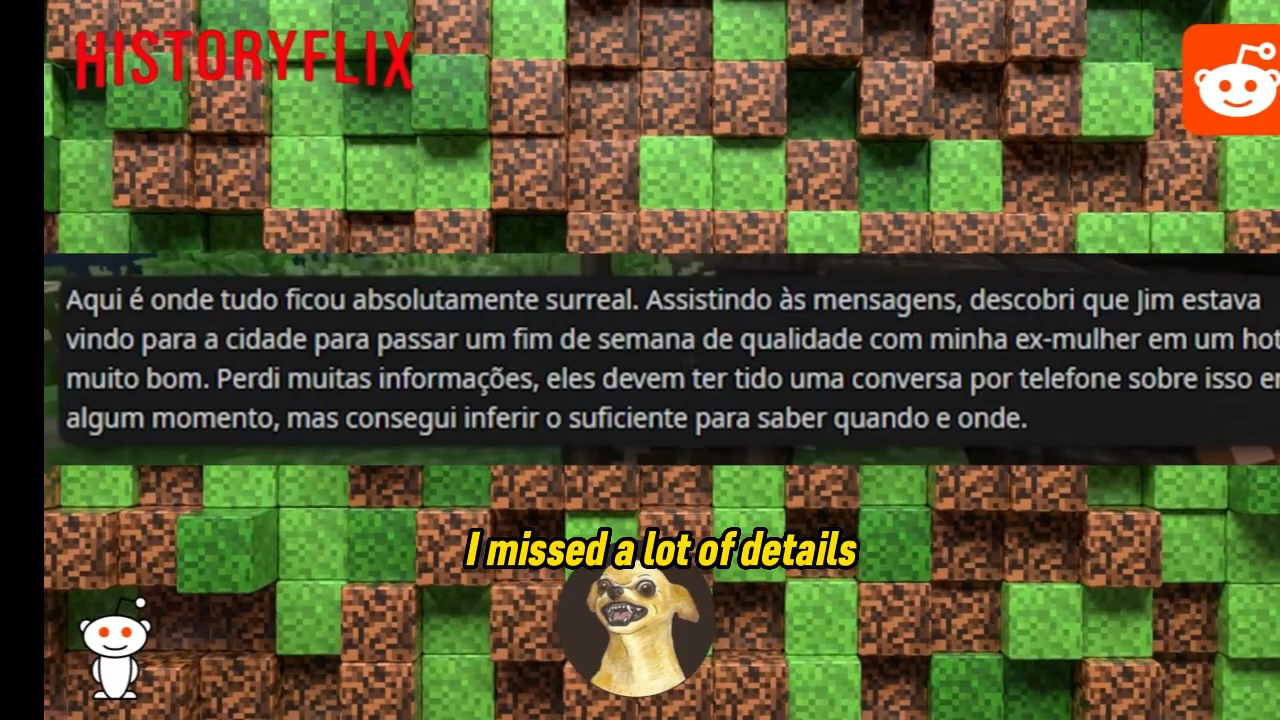 HISTORYFLIX
Aqui é onde tudo ficou absolutamente surreal. Assistindo às mensagens, descobri que Jim estava
vindo para a cidade para passar um fim de semana de qualidade com minha ex-mulher em um
muito bom. Perdi muitas informações, eles devem ter tido uma conversa por telefone sobre isso
algum momento, mas consegui inferir o suficiente para saber quando e onde.
I missed a lot of details